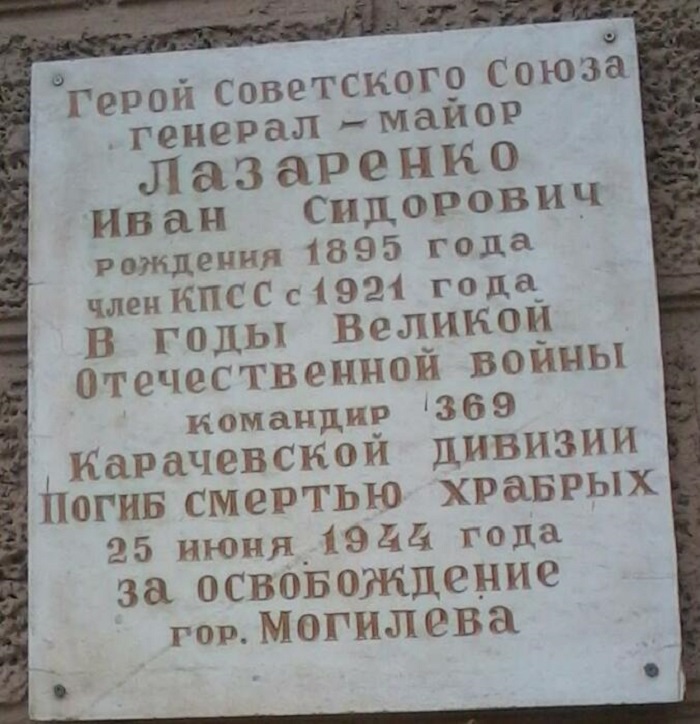 Герой Советского Союза
генерал - майор
Лазаренко
Иван Сидорович
рождения 1895 года
член КПСС с 1921 года
В годы Великой
Отечественной войны
командир 369
Карачевской дивизии
Погиб смертью храбрых
25 июня 1944 года
за освобождение
гор. Могилева